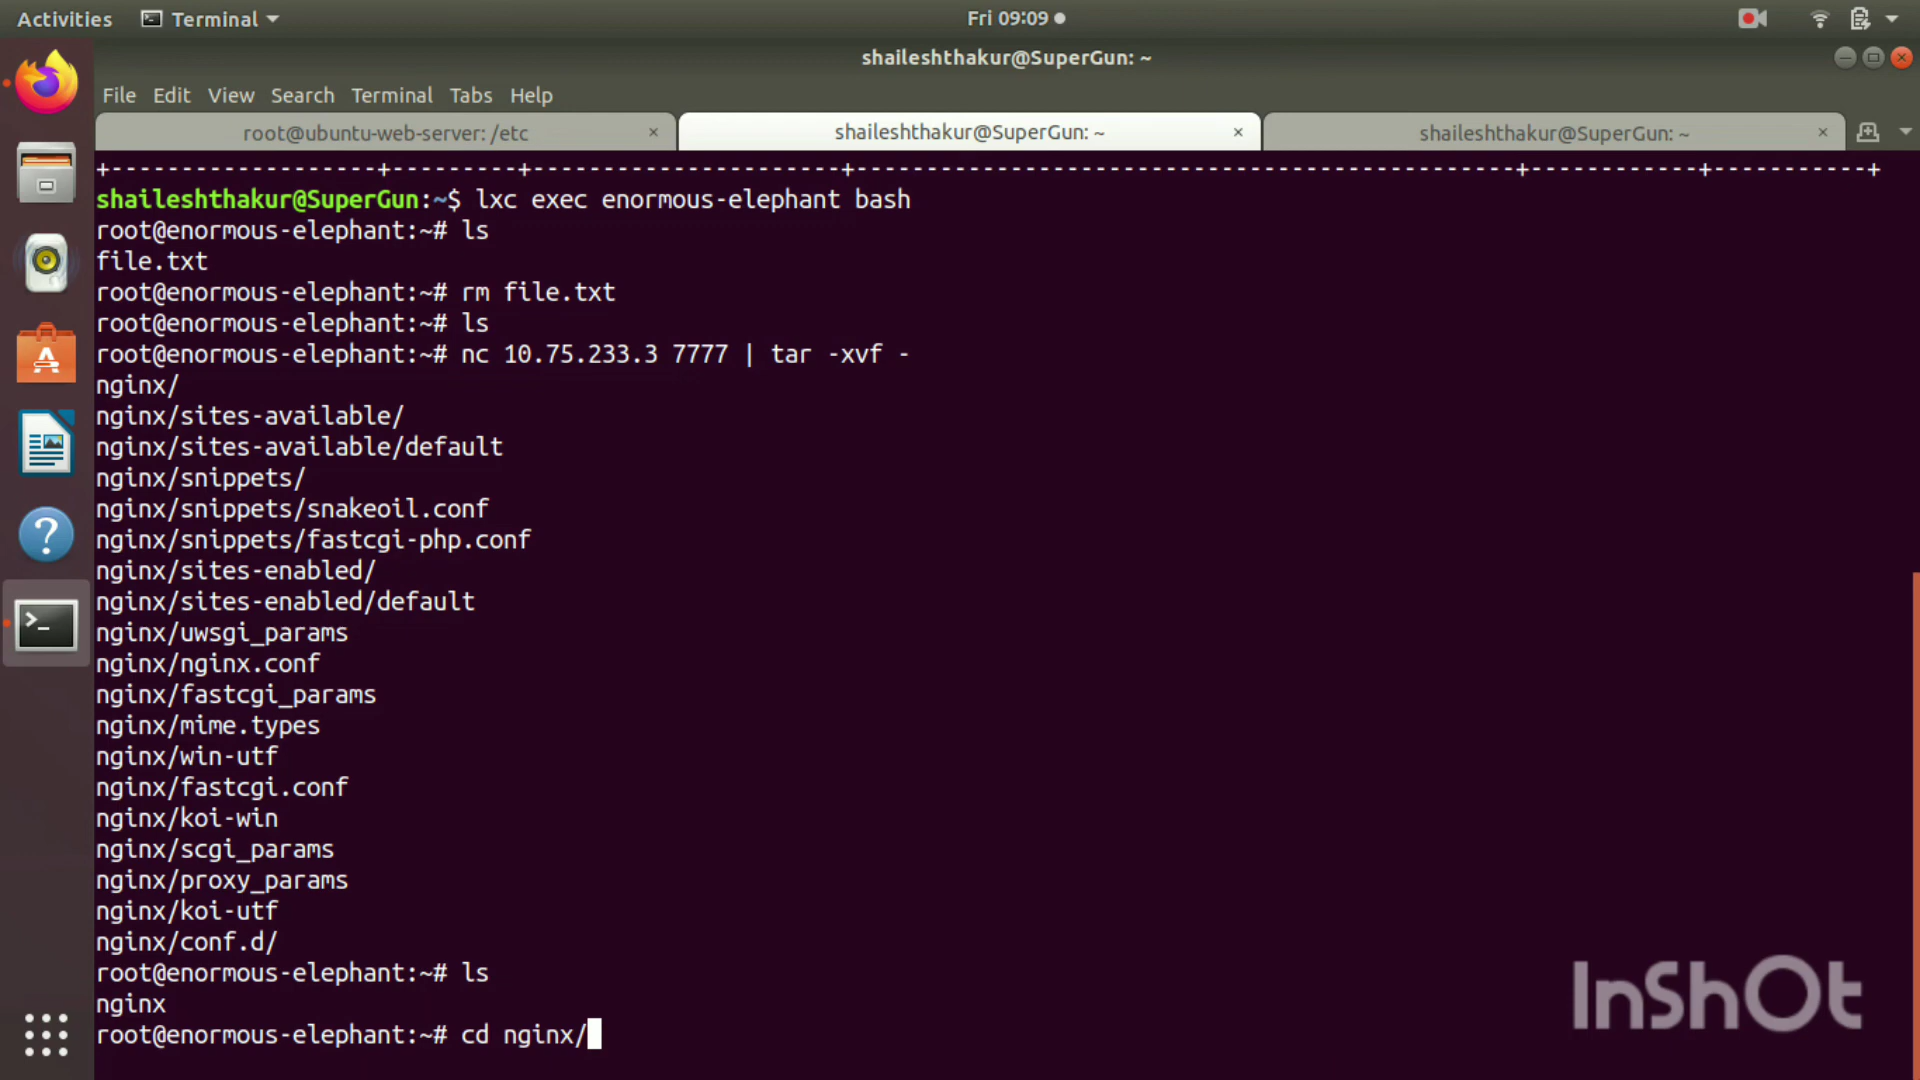 Activities Terminal Fri 09:09
shaileshthakur@SuperGun: ~
File Edit View Search Terminal Tabs Help
root@ubuntu-web-server: /etc × shaileshthakur@SuperGun: ~ × shaileshthakur@SuperGun: ~ ×
+-------------------+---------+----------------------+-----------------------------------------------+------------+-----------+
shaileshthakur@SuperGun:~$ lxc exec enormous-elephant bash
root@enormous-elephant:~# ls
file.txt
root@enormous-elephant:~# rm file.txt
root@enormous-elephant:~# ls
root@enormous-elephant:~# nc 10.75.233.3 7777 | tar -xvf -
nginx/
nginx/sites-available/
nginx/sites-available/default
nginx/snippets/
nginx/snippets/snakeoil.conf
nginx/snippets/fastcgi-php.conf
nginx/sites-enabled/
nginx/sites-enabled/default
nginx/uwsgi_params
nginx/nginx.conf
nginx/fastcgi_params
nginx/mime.types
nginx/win-utf
nginx/fastcgi.conf
nginx/koi-win
nginx/scgi_params
nginx/proxy_params
nginx/koi-utf
nginx/conf.d/
root@enormous-elephant:~# ls
nginx
root@enormous-elephant:~# cd nginx/
InShOt